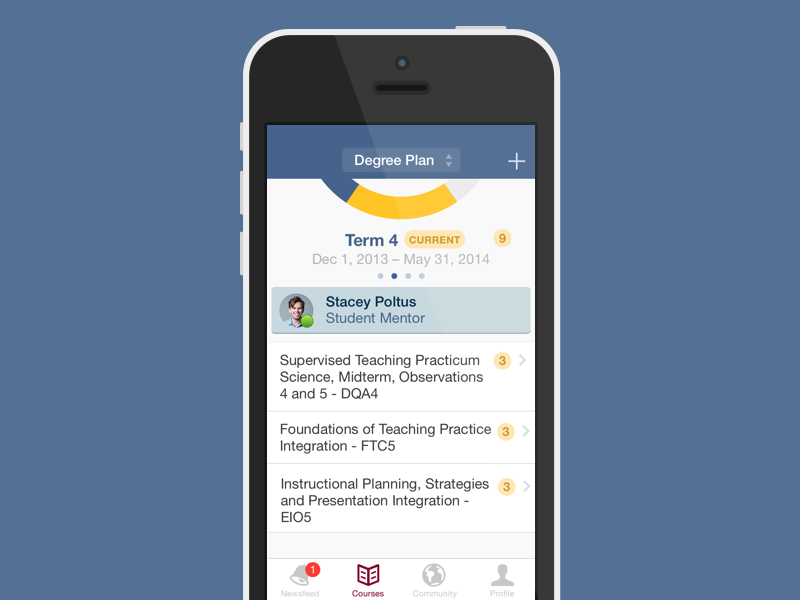 Degree Plan
Term 4 CURRENT 9
Dec 1, 2013 – May 31, 2014
Stacey Poltus
Student Mentor
Supervised Teaching Practicum 3
Science, Midterm, Observations
4 and 5 - DQA4
Foundations of Teaching Practice 3
Integration - FTC5
Instructional Planning, Strategies 3
and Presentation Integration -
EIO5
1
Newsfeed Courses Community Profile